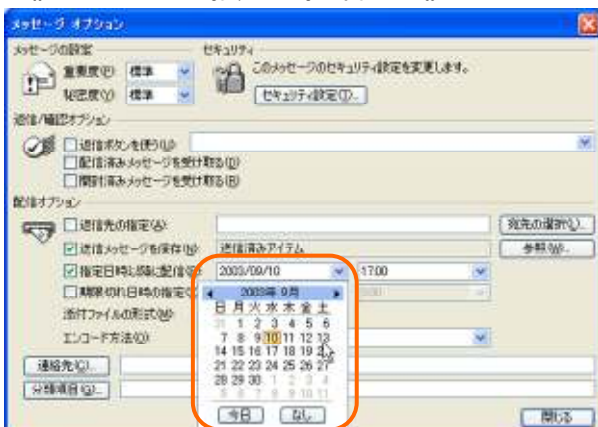 メッセージ オプション
メッセージの設定
重要度(P) 標準
秘密度(Y) 標準
セキュリティ
このメッセージのセキュリティ設定を変更します。
セキュリティ設定(T)...
送信/確認オプション
返信ボタンを使う(U)
配信済みメッセージを受け取る(D)
開封済みメッセージを受け取る(R)
配信オプション
返信先の指定(A)
宛先の選択(L)...
送信メッセージを保存(N) 送信済みアイテム 参照(W)...
指定日時以降に配信 2003/09/10 17:00
期限切れ日時の指定
添付ファイルの形式(M)
エンコード方法(O)
2003年 9月
日 月 火 水 木 金 土
31 1 2 3 4 5 6
7 8 9 10 11 12 13
14 15 16 17 18 19
21 22 23 24 25 26 27
28 29 30 1 2 3 4
5 6 7 8 9 10 11
今日 なし
連絡先(C)...
分類項目(G)...
閉じる